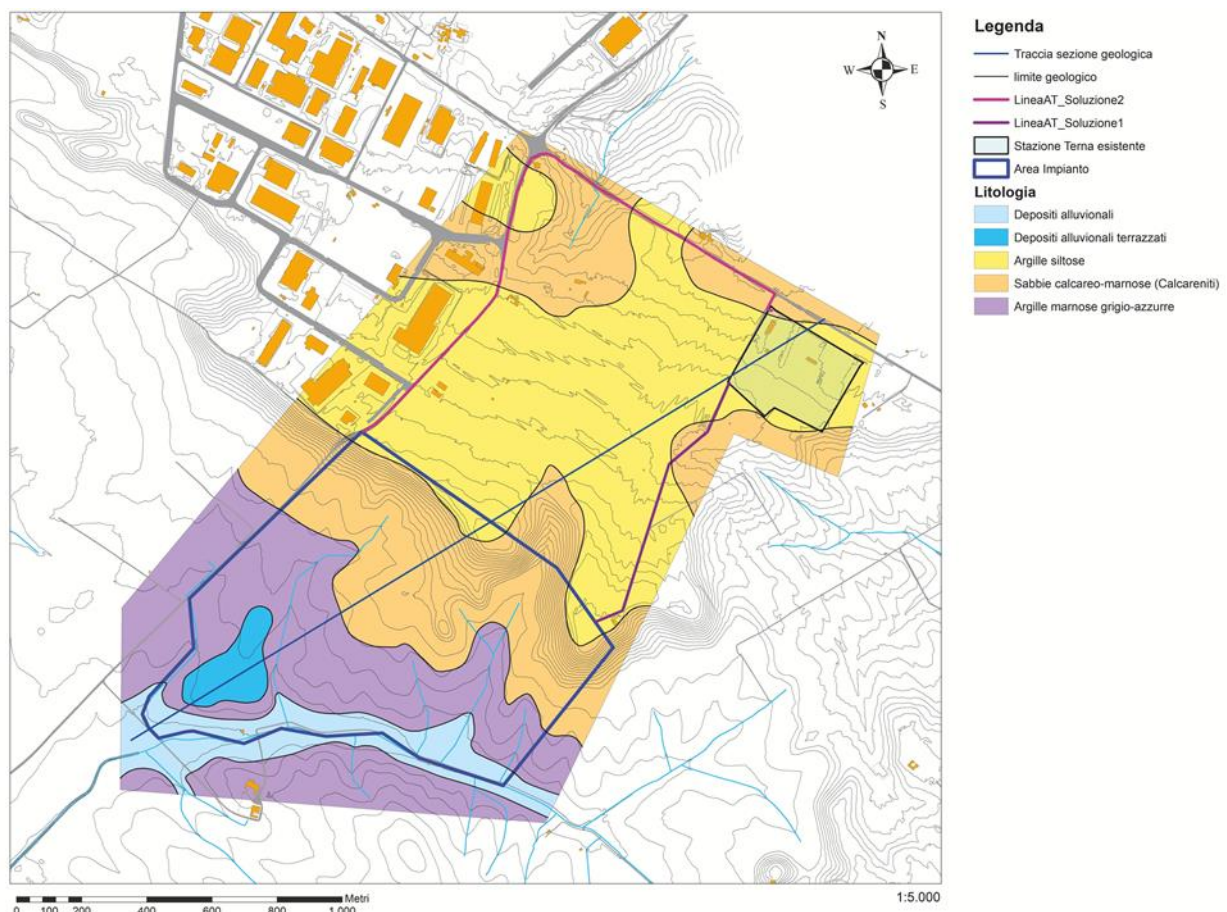 Legenda
N
W E
S
Traccia sezione geologica
limite geologico
LineaAT_Soluzione2
LineaAT_Soluzione1
Stazione Terna esistente
Area Impianto
Litologia
Depositi alluvionali
Depositi alluvionali terrazzati
Argille siltose
Sabbie calcareo-marnose (Calcareniti)
Argille marnose grigio-azzurre
Metri
0 100 200 400 600 800 1.000
1:5.000